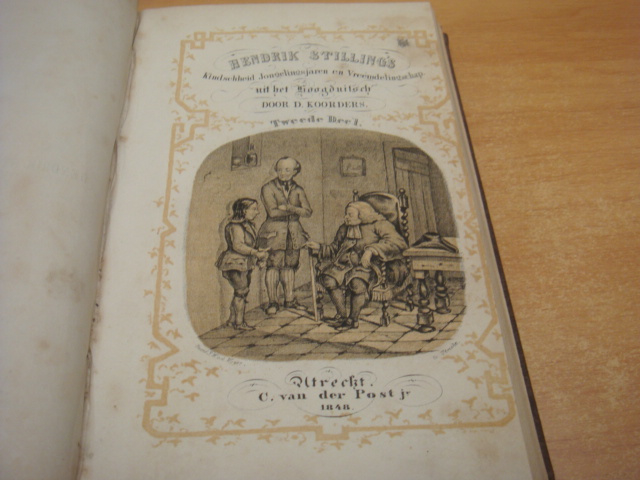 HENDRIK STILLINGS
Kindschheid Jongelingsjaren en Vreemdelingschap
uit het Hoogduitsch
DOOR D. KOORDERS.
Tweede Deel.
Utrecht.
C. van der Post jr
1848.